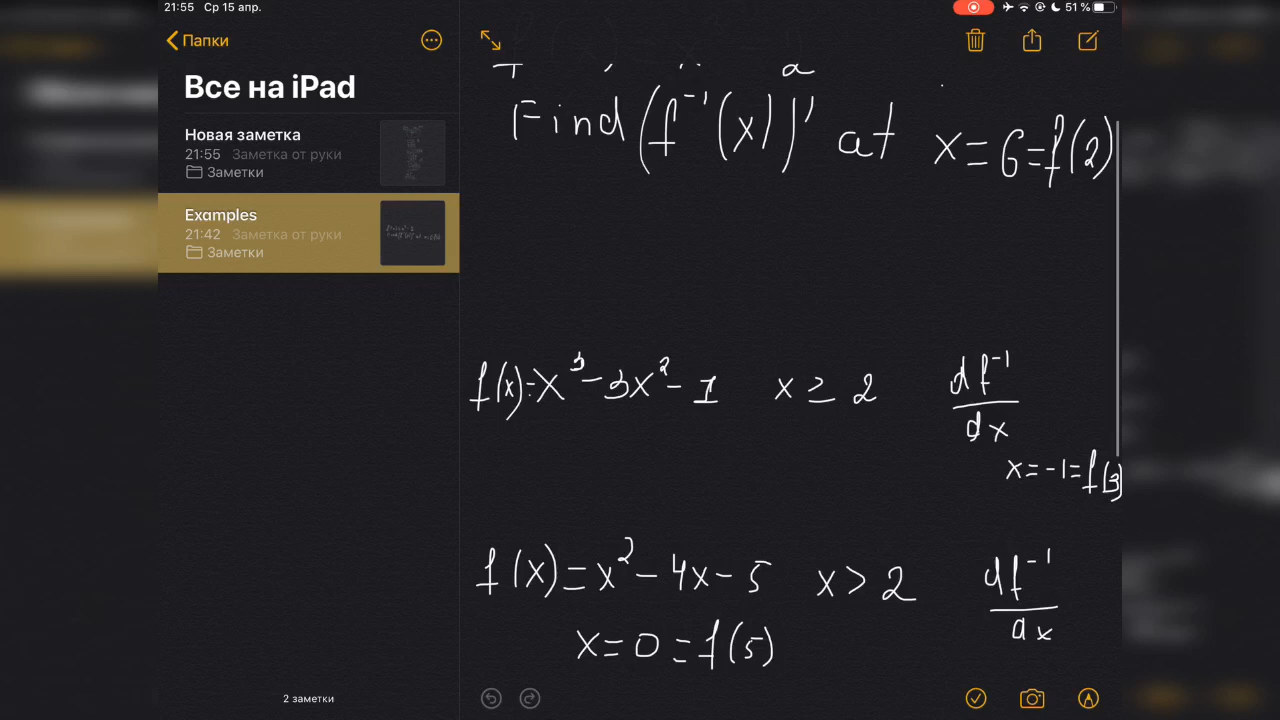 21:55 Ср 15 апр.
51 %
Папки
Все на iPad
Новая заметка
21:55 Заметка от руки
Заметки
Examples
21:42 Заметка от руки
Заметки
2 заметки
Find (f⁻¹(x))' at x = 6 = f(2)
f(x) = x³ - 3x² - 1 x ≥ 2 df⁻¹/dx
x = -1 = f(3)
f(x) = x² - 4x - 5 x > 2 df⁻¹/dx
x = 0 = f(5)